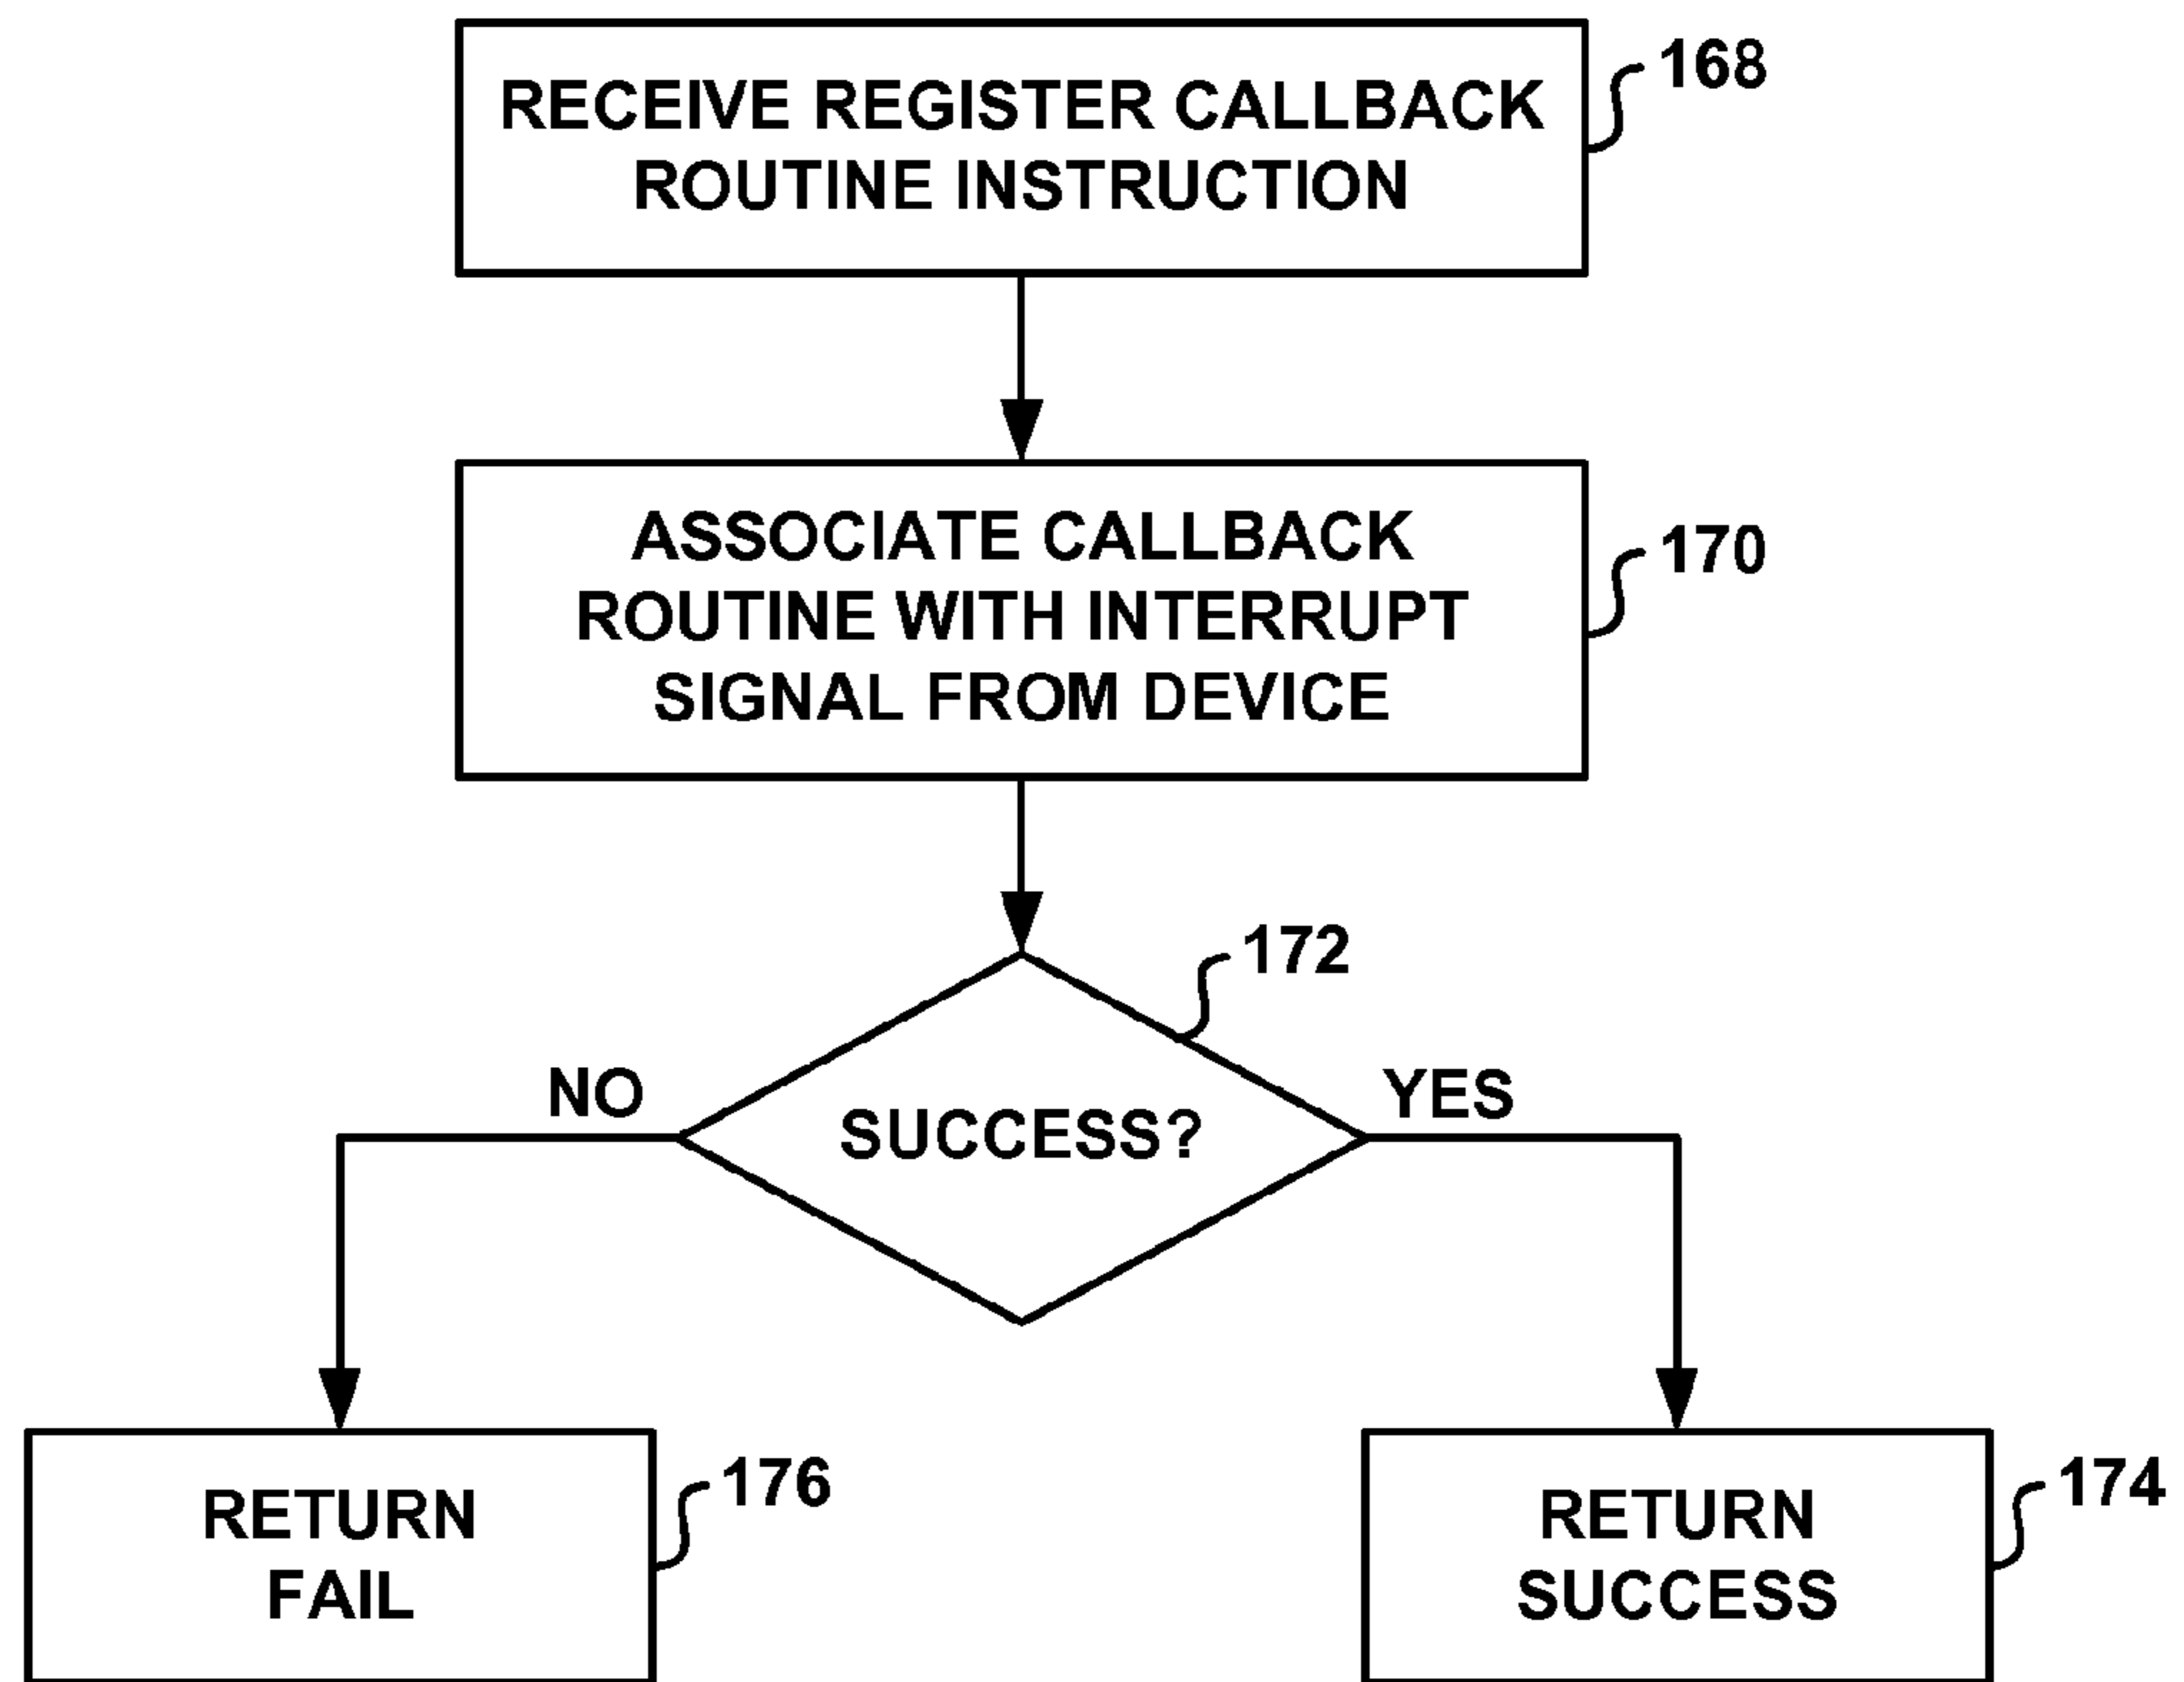 RECEIVE REGISTER CALLBACK
ROUTINE INSTRUCTION
168
ASSOCIATE CALLBACK
ROUTINE WITH INTERRUPT
SIGNAL FROM DEVICE
170
172
NO
SUCCESS?
YES
RETURN
FAIL
176
RETURN
SUCCESS
174